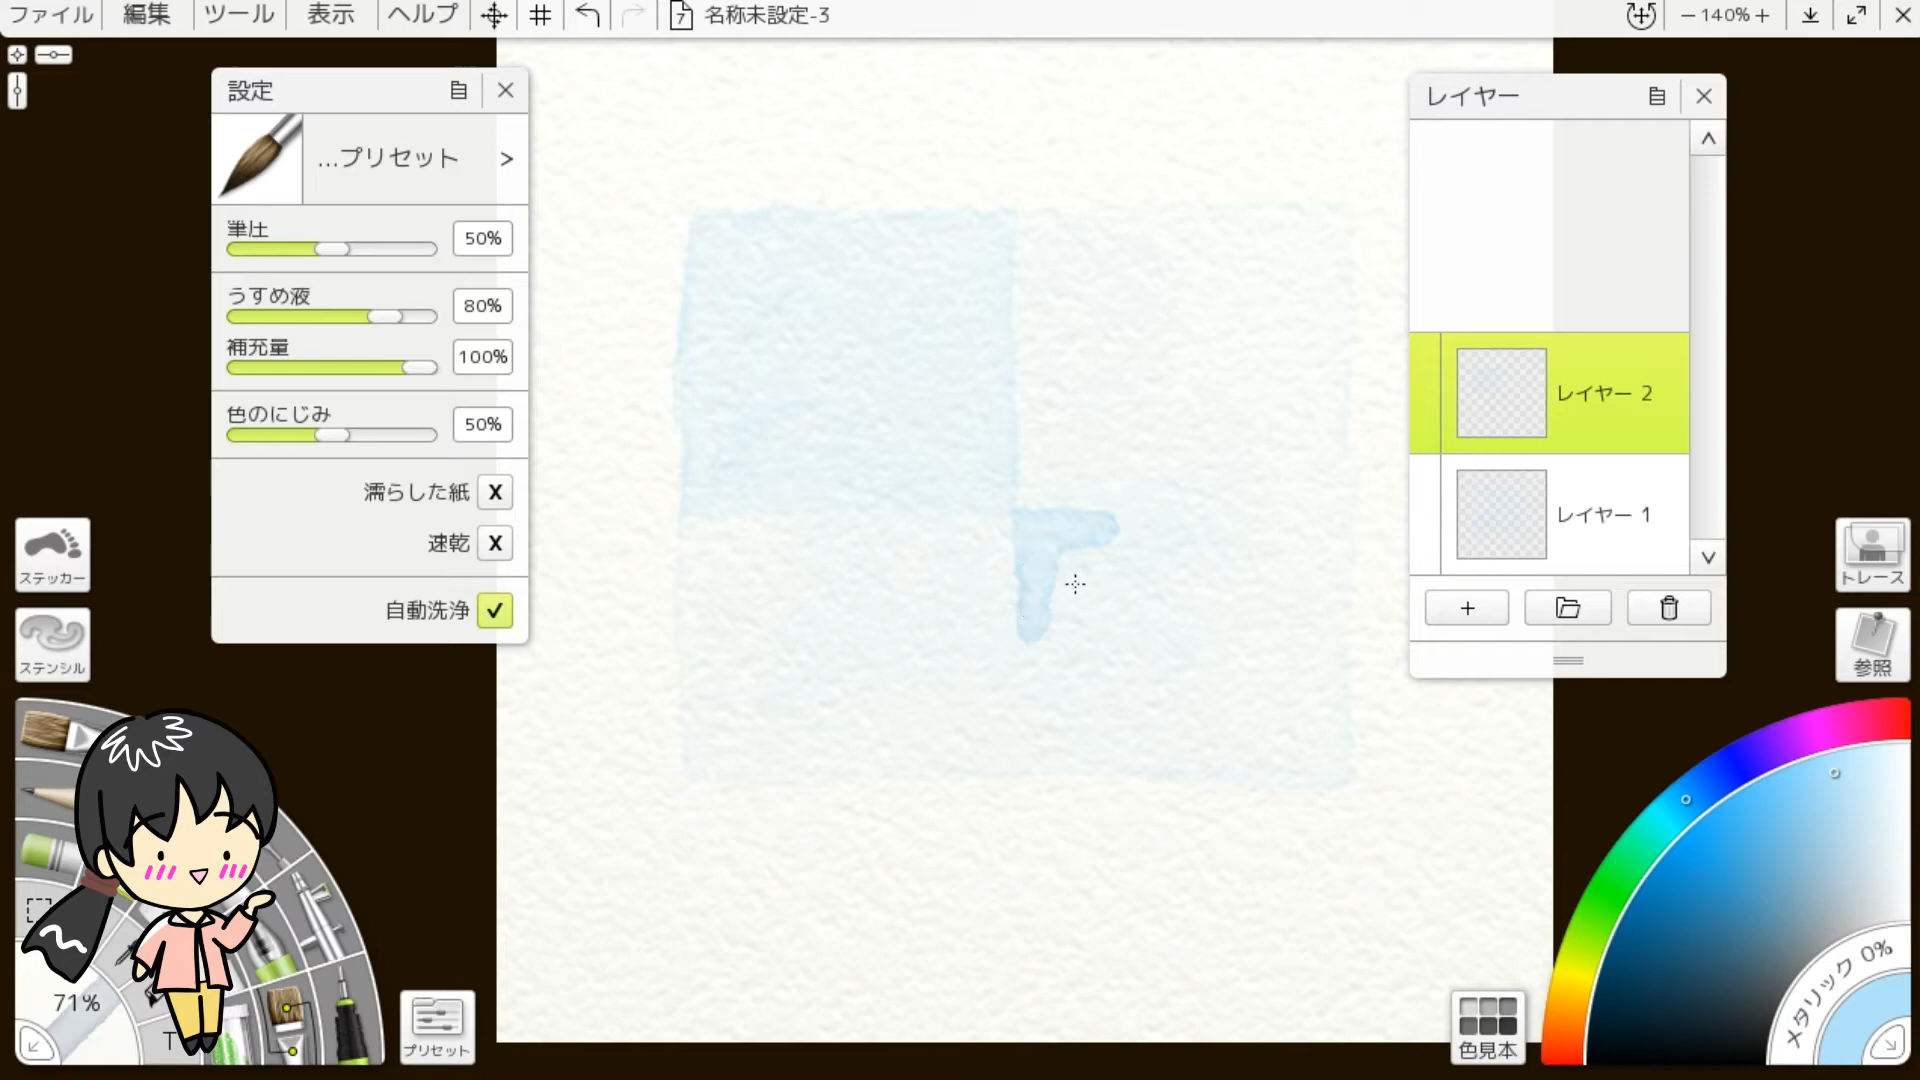 ファイル 編集 ツール 表示 ヘルプ 7 名称未設定-3 140%
設定
…プリセット
筆圧 50%
うすめ液 80%
補充量 100%
色のにじみ 50%
濡らした紙 X
速乾 X
自動洗浄
レイヤー
レイヤー 2
レイヤー 1
ステッカー
ステンシル
トレース
参照
71%
T
プリセット
色見本
メタリック 0%